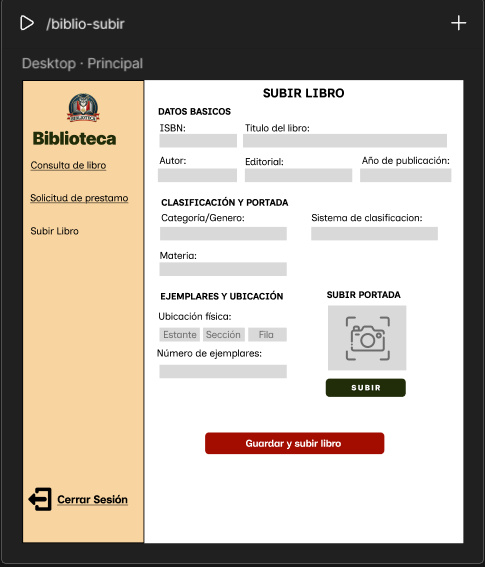 /biblio-subir
Desktop · Principal
BIBLIOTECA
Biblioteca
Consulta de libro
Solicitud de prestamo
Subir Libro
Cerrar Sesión
SUBIR LIBRO
DATOS BASICOS
ISBN: Titulo del libro:
Autor: Editorial: Año de publicación:
CLASIFICACIÓN Y PORTADA
Categoría/Genero: Sistema de clasificacion:
Materia:
EJEMPLARES Y UBICACIÓN
Ubicación física:
Estante Sección Fila
Número de ejemplares:
SUBIR PORTADA
SUBIR
Guardar y subir libro